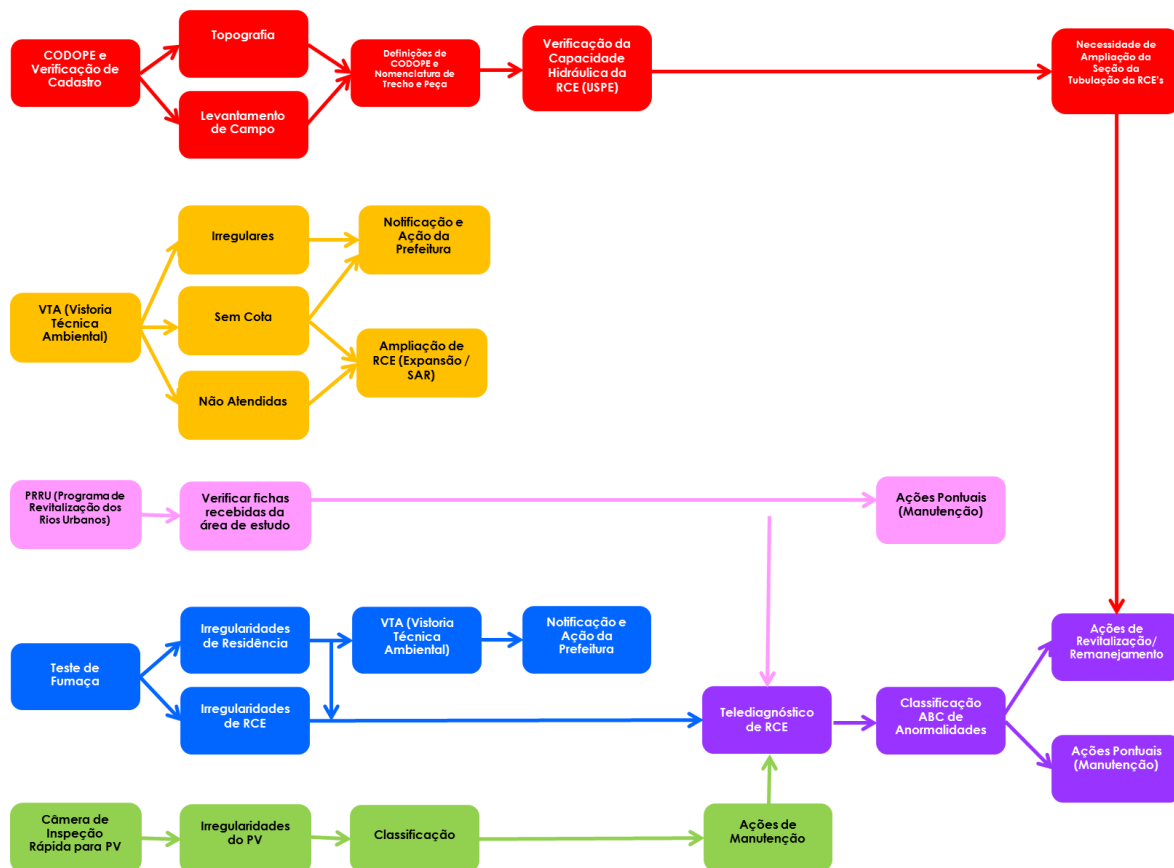 CODOPE e
Verificação de
Cadastro
Topografia
Levantamento
de Campo
Definições de
CODOPE e
Nomenclatura de
Trecho e Peça
Verificação da
Capacidade
Hidráulica da
RCE (USPE)
Necessidade de
Ampliação da
Seção da
Tubulação da RCE's
VTA (Vistoria
Técnica
Ambiental)
Irregulares
Sem Cota
Não Atendidas
Notificação e
Ação da
Prefeitura
Ampliação de
RCE (Expansão /
SAR)
PRRU (Programa de
Revitalização dos
Rios Urbanos)
Verificar fichas
recebidas da
área de estudo
Ações Pontuais
(Manutenção)
Teste de
Fumaça
Irregularidades
de Residência
Irregularidades
de RCE
VTA (Vistoria
Técnica
Ambiental)
Notificação e
Ação da
Prefeitura
Telediagnóstico
de RCE
Classificação
ABC de
Anormalidades
Ações de
Revitalização/
Remanejamento
Ações Pontuais
(Manutenção)
Câmera de
Inspeção
Rápida para PV
Irregularidades
do PV
Classificação
Ações de
Manutenção